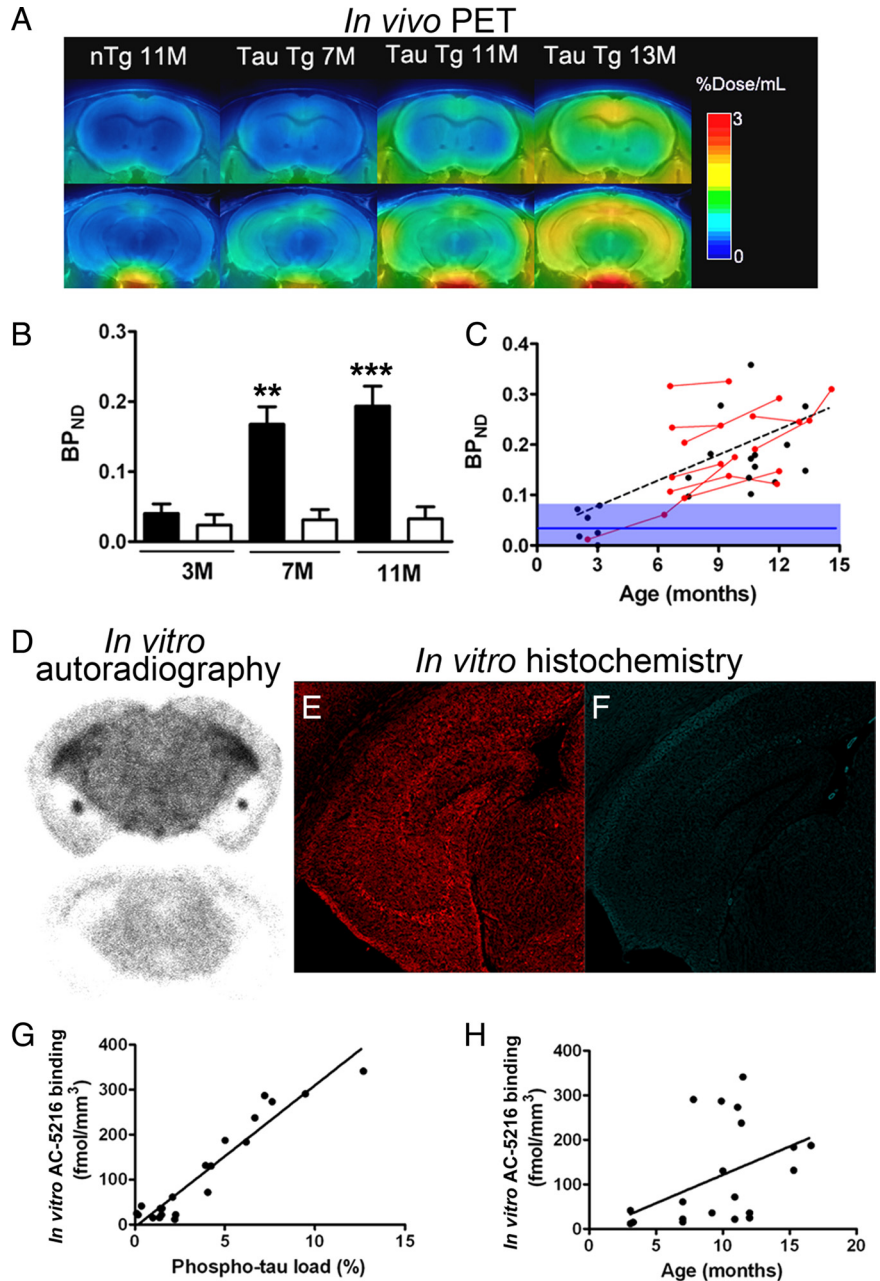 A
In vivo PET
nTg 11M Tau Tg 7M Tau Tg 11M Tau Tg 13M
%Dose/mL
3
0
B
BPND
0.3
0.2
0.1
0.0
**
***
3M 7M 11M
C
BPND
0.4
0.3
0.2
0.1
0.0
0 3 6 9 12 15
Age (months)
D
In vitro
autoradiography
In vitro histochemistry
E
F
G
In vitro AC-5216 binding
(fmol/mm3)
400
300
200
100
0
0 5 10 15
Phospho-tau load (%)
H
In vitro AC-5216 binding
(fmol/mm3)
400
300
200
100
0
0 5 10 15 20
Age (months)